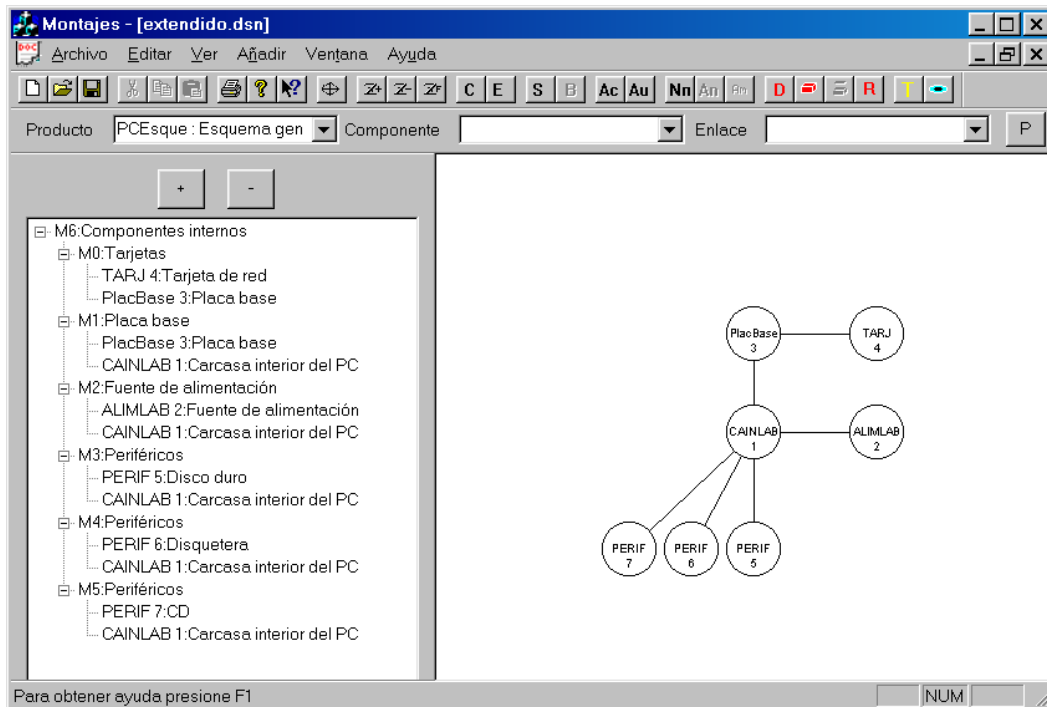 Montajes - [extendido.dsn]
Archivo Editar Ver Añadir Ventana Ayuda
Z+ Z- ZF C E S B Ac Au Nn An Am D R T
Producto PCEsque : Esquema gen Componente Enlace P
+ -
M6:Componentes internos
M0:Tarjetas
TARJ 4:Tarjeta de red
PlacBase 3:Placa base
M1:Placa base
PlacBase 3:Placa base
CAINLAB 1:Carcasa interior del PC
M2:Fuente de alimentación
ALIMLAB 2:Fuente de alimentación
CAINLAB 1:Carcasa interior del PC
M3:Periféricos
PERIF 5:Disco duro
CAINLAB 1:Carcasa interior del PC
M4:Periféricos
PERIF 6:Disquetera
CAINLAB 1:Carcasa interior del PC
M5:Periféricos
PERIF 7:CD
CAINLAB 1:Carcasa interior del PC
PlacBase
3
TARJ
4
CAINLAB
1
ALIMLAB
2
PERIF
7
PERIF
6
PERIF
5
Para obtener ayuda presione F1
NUM